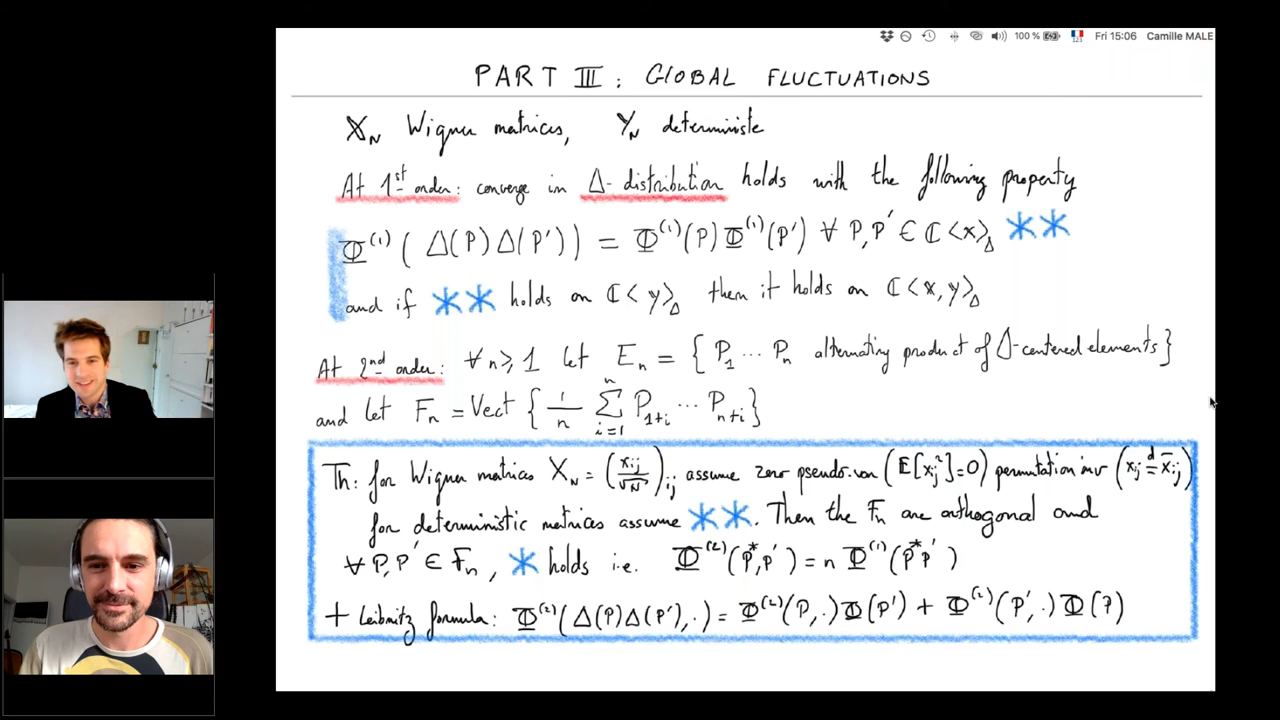 100 % Fri 15:06 Camille MALE
PART III : GLOBAL FLUCTUATIONS
X_N Wigner matrices, Y_N deterministe
At 1st order: converge in Δ-distribution holds with the following property
Φ^(1) ( Δ(P) Δ(P') ) = Φ^(1)(P) Φ^(1)(P') ∀ P, P' ∈ ℂ<x>_Δ **
and if ** holds on ℂ<y>_Δ then it holds on ℂ<x,y>_Δ
At 2nd order: ∀ n ≥ 1 let E_n = { P_1 ... P_n alternating product of Δ-centered elements }
and let F_n = Vect { 1/n Σ_{i=1}^n P_{1+i} ... P_{n+i} }
Th: for Wigner matrices X_N = (x_ij/√N)_ij assume zero pseudo-var (E[x_ij^2]=0) permutation inv (x_ij =^d x̄_ij)
for deterministic matrices assume **. Then the F_n are orthogonal and
∀ P, P' ∈ F_n, * holds i.e. Φ^(2)(P*, P') = n Φ^(1)(P* P')
+ Leibnitz formula: Φ^(2)(Δ(P)Δ(P'), ·) = Φ^(2)(P, ·) Φ(P') + Φ^(2)(P', ·) Φ(P)